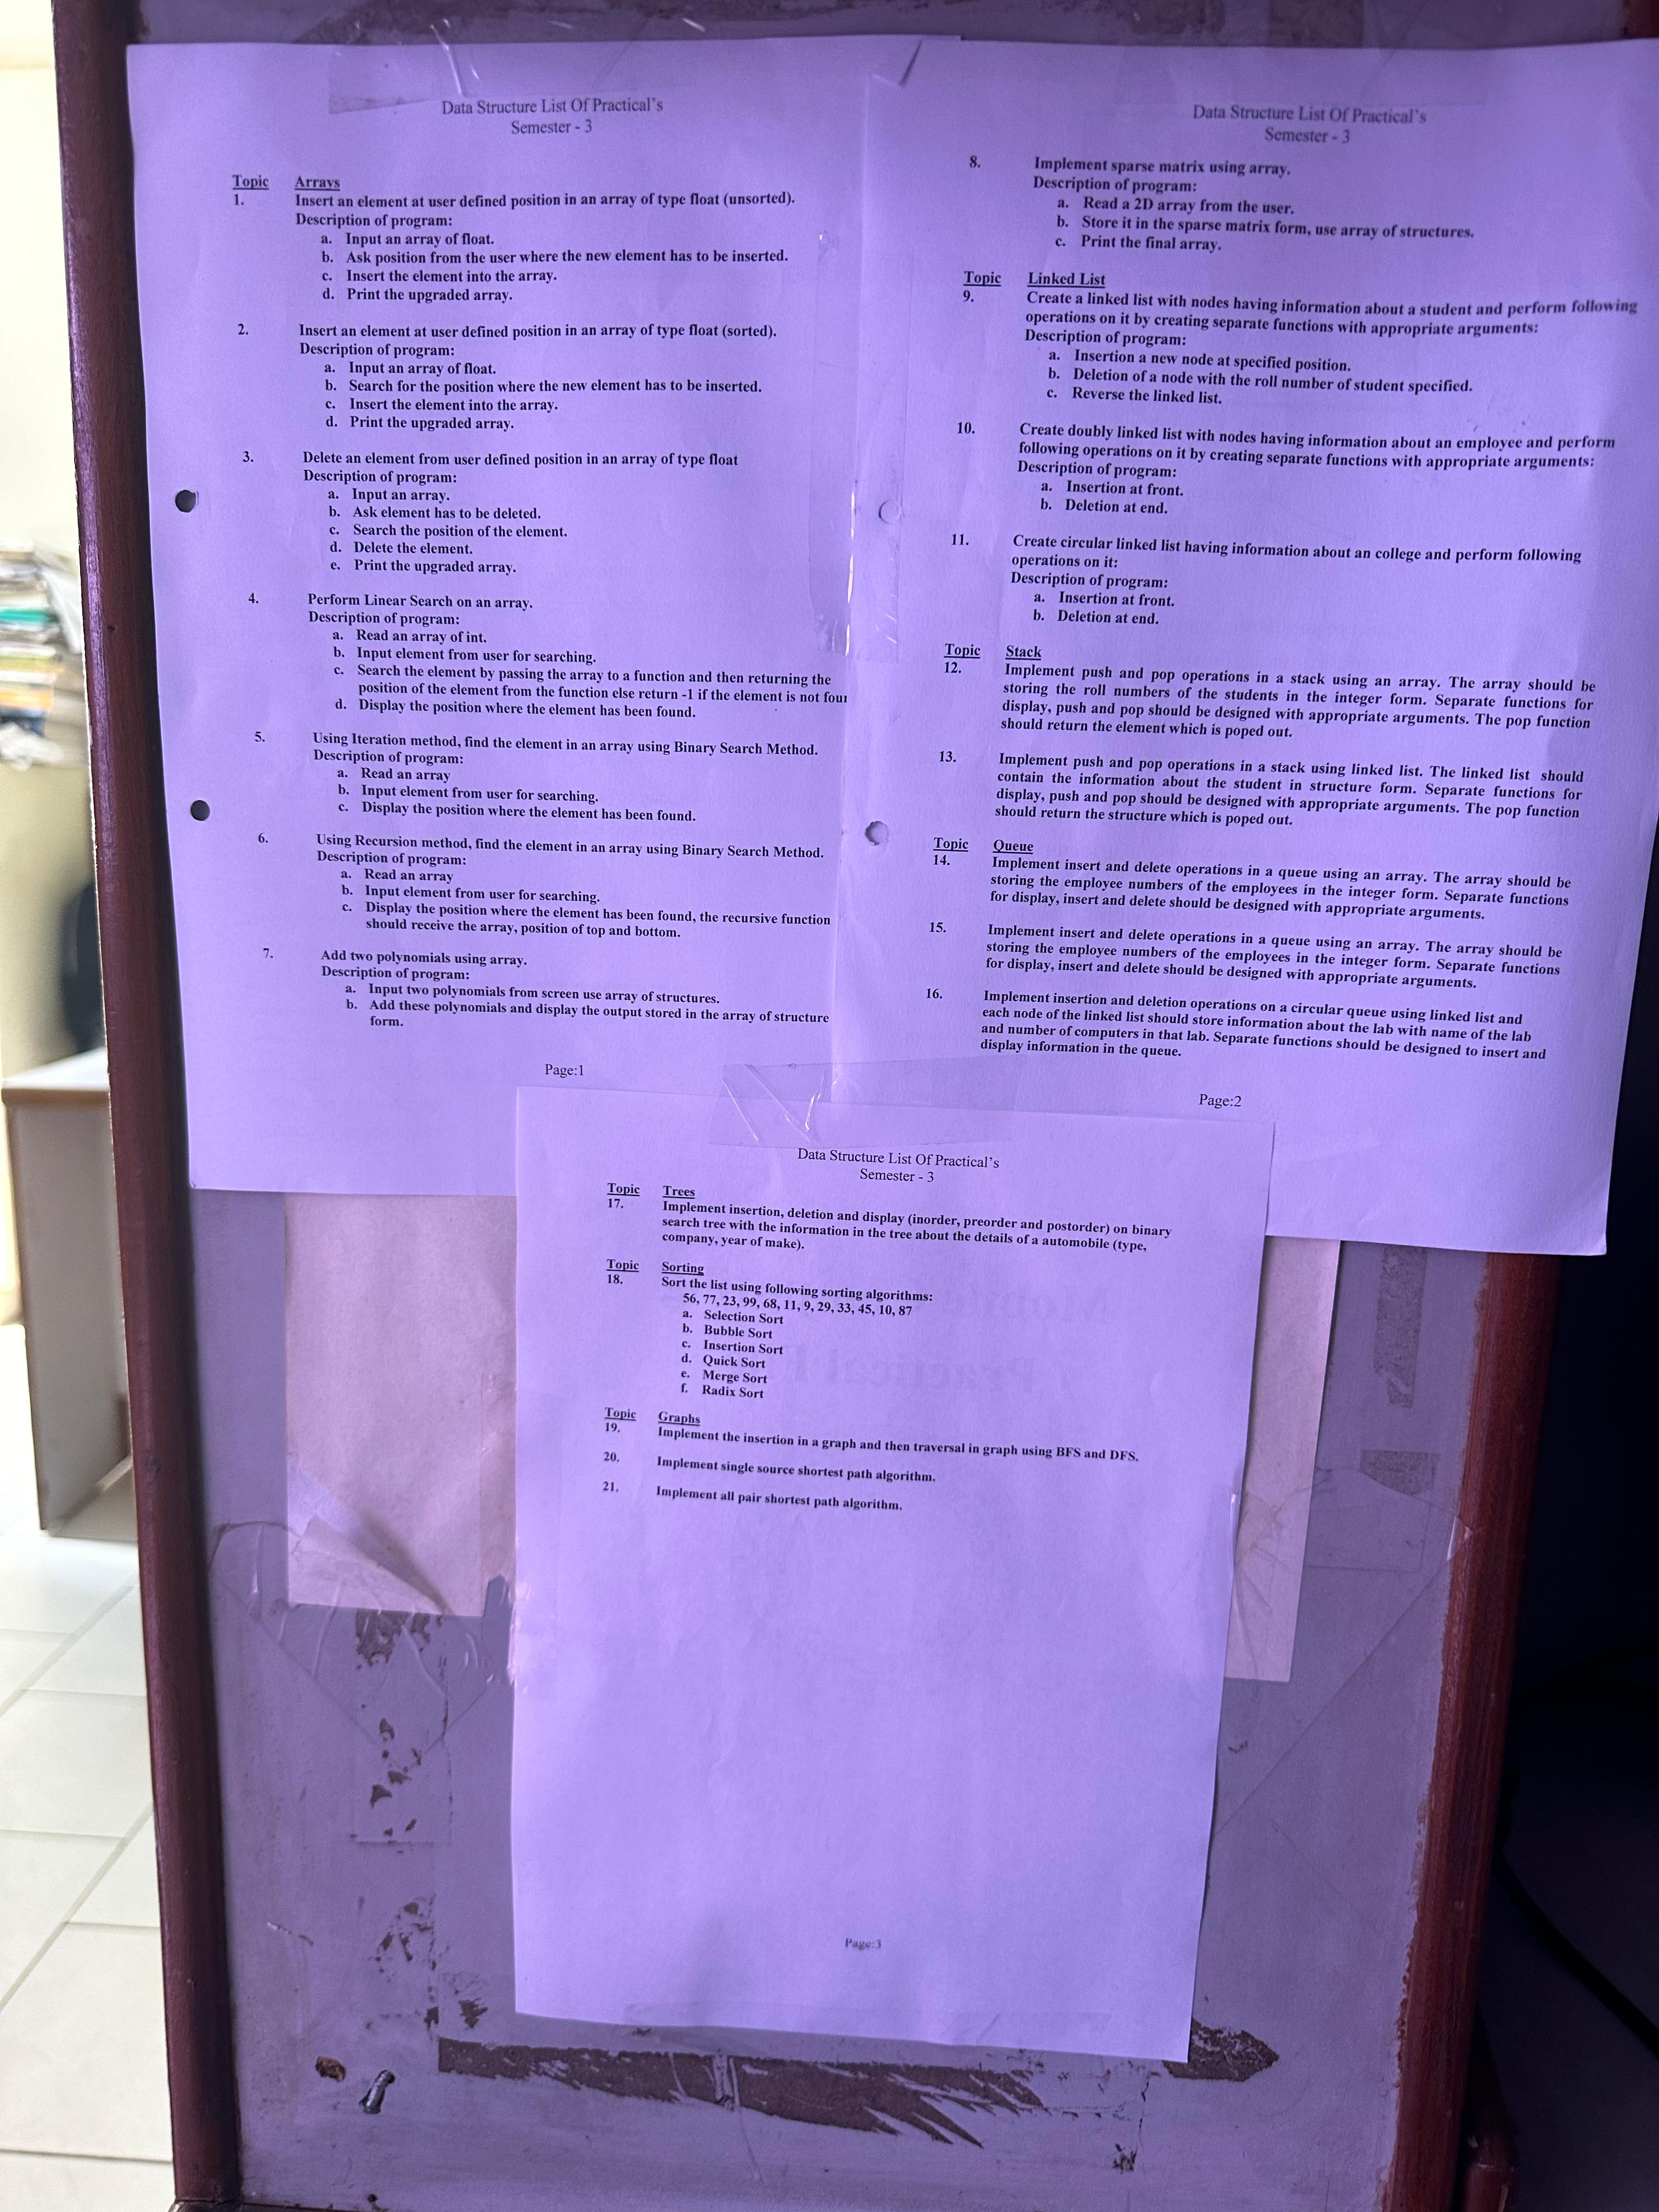 Data Structure List Of Practical's
Semester - 3
Topic Arrays
1. Insert an element at user defined position in an array of type float (unsorted).
Description of program:
a. Input an array of float.
b. Ask position from the user where the new element has to be inserted.
c. Insert the element into the array.
d. Print the upgraded array.
2. Insert an element at user defined position in an array of type float (sorted).
Description of program:
a. Input an array of float.
b. Search for the position where the new element has to be inserted.
c. Insert the element into the array.
d. Print the upgraded array.
3. Delete an element from user defined position in an array of type float
Description of program:
a. Input an array.
b. Ask element has to be deleted.
c. Search the position of the element.
d. Delete the element.
e. Print the upgraded array.
4. Perform Linear Search on an array.
Description of program:
a. Read an array of int.
b. Input element from user for searching.
c. Search the element by passing the array to a function and then returning the
position of the element from the function else return -1 if the element is not foun
d. Display the position where the element has been found.
5. Using Iteration method, find the element in an array using Binary Search Method.
Description of program:
a. Read an array
b. Input element from user for searching.
c. Display the position where the element has been found.
6. Using Recursion method, find the element in an array using Binary Search Method.
Description of program:
a. Read an array
b. Input element from user for searching.
c. Display the position where the element has been found, the recursive function
should receive the array, position of top and bottom.
7. Add two polynomials using array.
Description of program:
a. Input two polynomials from screen use array of structures.
b. Add these polynomials and display the output stored in the array of structure
form.
Page:1
Data Structure List Of Practical's
Semester - 3
8. Implement sparse matrix using array.
Description of program:
a. Read a 2D array from the user.
b. Store it in the sparse matrix form, use array of structures.
c. Print the final array.
Topic Linked List
9. Create a linked list with nodes having information about a student and perform following
operations on it by creating separate functions with appropriate arguments:
Description of program:
a. Insertion a new node at specified position.
b. Deletion of a node with the roll number of student specified.
c. Reverse the linked list.
10. Create doubly linked list with nodes having information about an employee and perform
following operations on it by creating separate functions with appropriate arguments:
Description of program:
a. Insertion at front.
b. Deletion at end.
11. Create circular linked list having information about an college and perform following
operations on it:
Description of program:
a. Insertion at front.
b. Deletion at end.
Topic Stack
12. Implement push and pop operations in a stack using an array. The array should be
storing the roll numbers of the students in the integer form. Separate functions for
display, push and pop should be designed with appropriate arguments. The pop function
should return the element which is poped out.
13. Implement push and pop operations in a stack using linked list. The linked list should
contain the information about the student in structure form. Separate functions for
display, push and pop should be designed with appropriate arguments. The pop function
should return the structure which is poped out.
Topic Queue
14. Implement insert and delete operations in a queue using an array. The array should be
storing the employee numbers of the employees in the integer form. Separate functions
for display, insert and delete should be designed with appropriate arguments.
15. Implement insert and delete operations in a queue using an array. The array should be
storing the employee numbers of the employees in the integer form. Separate functions
for display, insert and delete should be designed with appropriate arguments.
16. Implement insertion and deletion operations on a circular queue using linked list and
each node of the linked list should store information about the lab with name of the lab
and number of computers in that lab. Separate functions should be designed to insert and
display information in the queue.
Page:2
Data Structure List Of Practical's
Semester - 3
Topic Trees
17. Implement insertion, deletion and display (inorder, preorder and postorder) on binary
search tree with the information in the tree about the details of a automobile (type,
company, year of make).
Topic Sorting
18. Sort the list using following sorting algorithms:
56, 77, 23, 99, 68, 11, 9, 29, 33, 45, 10, 87
a. Selection Sort
b. Bubble Sort
c. Insertion Sort
d. Quick Sort
e. Merge Sort
f. Radix Sort
Topic Graphs
19. Implement the insertion in a graph and then traversal in graph using BFS and DFS.
20. Implement single source shortest path algorithm.
21. Implement all pair shortest path algorithm.
Page:3